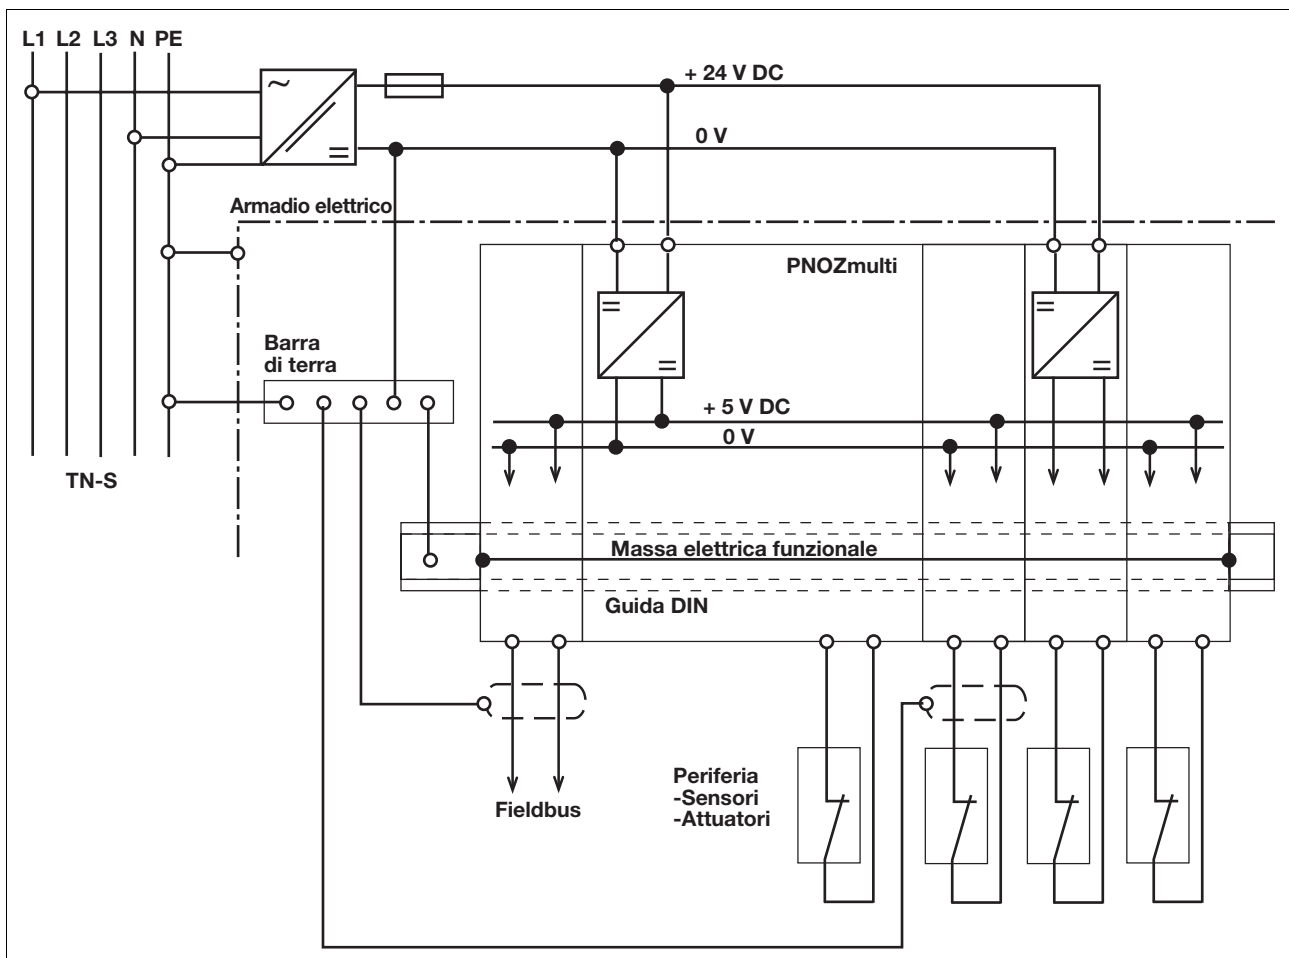 L1 L2 L3 N PE
+ 24 V DC
0 V
Armadio elettrico
PNOZmulti
Barra
di terra
+ 5 V DC
0 V
TN-S
Massa elettrica funzionale
Guida DIN
Periferia
-Sensori
-Attuatori
Fieldbus